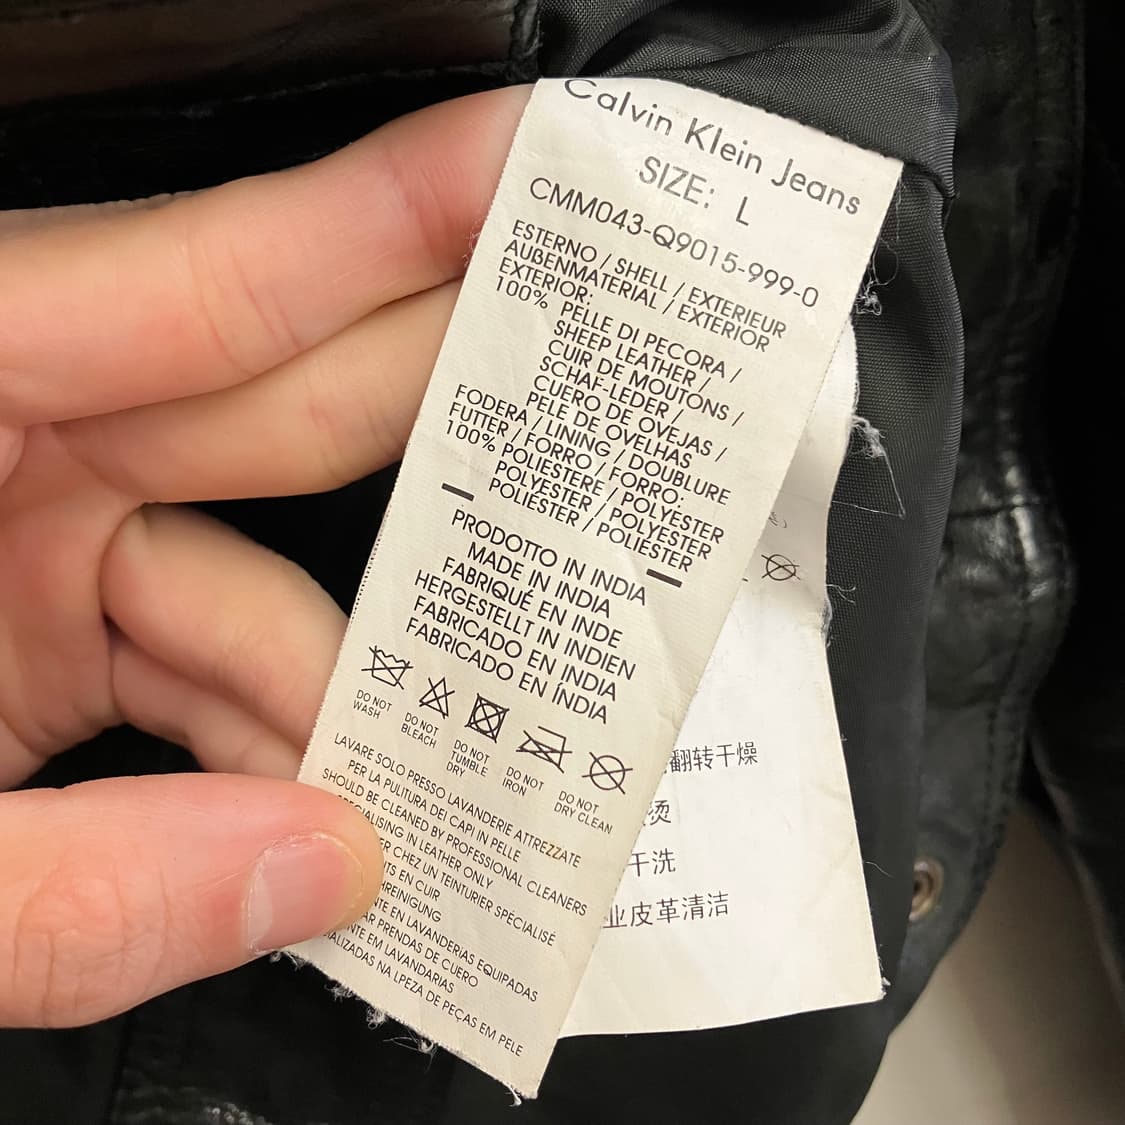 Calvin Klein Jeans
SIZE: L
CMM043-Q9015-999-0
ESTERNO / SHELL / EXTERIEUR
AUßENMATERIAL / EXTERIOR
EXTERIOR:
100% PELLE DI PECORA /
SHEEP LEATHER /
CUIR DE MOUTONS /
SCHAF-LEDER /
CUERO DE OVEJAS /
PELE DE OVELHAS
FODERA / LINING / DOUBLURE
FUTTER / FORRO / FORRO:
100% POLIESTERE / POLYESTER
POLYESTER / POLYESTER
POLIÉSTER / POLIESTER
PRODOTTO IN INDIA
MADE IN INDIA
FABRIQUÉ EN INDE
HERGESTELLT IN INDIEN
FABRICADO EN INDIA
FABRICADO EN ÍNDIA
DO NOT
WASH
DO NOT
BLEACH
DO NOT
TUMBLE
DRY
DO NOT
IRON
DO NOT
DRY CLEAN
LAVARE SOLO PRESSO LAVANDERIE ATTREZZATE
PER LA PULITURA DEI CAPI IN PELLE
SHOULD BE CLEANED BY PROFESSIONAL CLEANERS
SPECIALISING IN LEATHER ONLY
CHEZ UN TEINTURIER SPÉCIALISÉ
EN CUIR
EN LAVANDERIAS EQUIPADAS
PRENDAS DE CUERO
EM LAVANDARIAS
NA LPEZA DE PEÇAS EM PELE
翻转干燥
烫
干洗
业皮革清洁